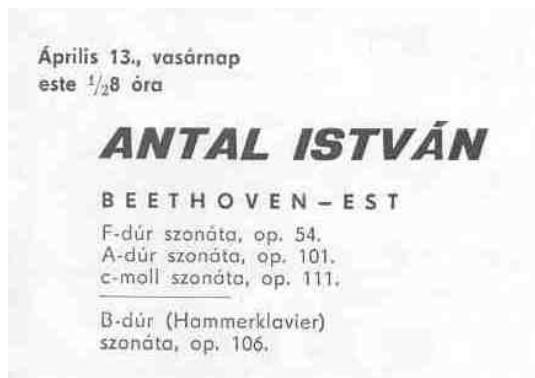 Április 13., vasárnap
este ½8 óra
ANTAL ISTVÁN
BEETHOVEN – EST
F-dúr szonáta, op. 54.
A-dúr szonáta, op. 101.
c-moll szonáta, op. 111.
B-dúr (Hammerklavier)
szonáta, op. 106.